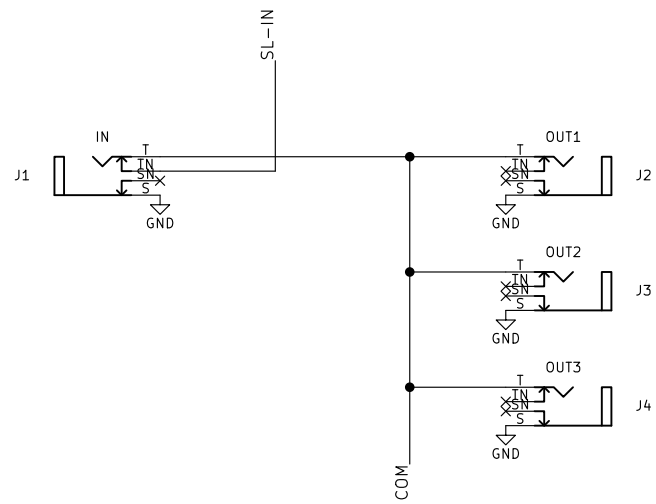 SL-IN
IN
T
IN
SN
S
J1
GND
OUT1
T
IN
SN
S
J2
GND
OUT2
T
IN
SN
S
J3
GND
OUT3
T
IN
SN
S
J4
GND
COM